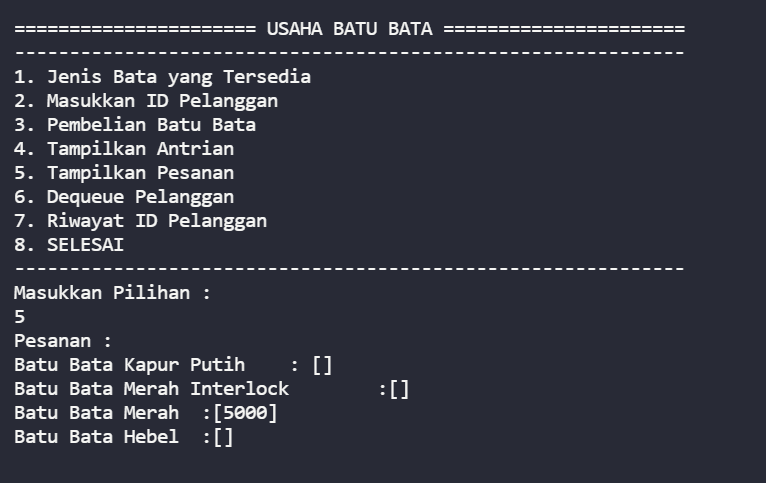 ====================== USAHA BATU BATA ======================
-------------------------------------------------------------
1. Jenis Bata yang Tersedia
2. Masukkan ID Pelanggan
3. Pembelian Batu Bata
4. Tampilkan Antrian
5. Tampilkan Pesanan
6. Dequeue Pelanggan
7. Riwayat ID Pelanggan
8. SELESAI
-------------------------------------------------------------
Masukkan Pilihan :
5
Pesanan :
Batu Bata Kapur Putih    : []
Batu Bata Merah Interlock        :[]
Batu Bata Merah  :[5000]
Batu Bata Hebel  :[]